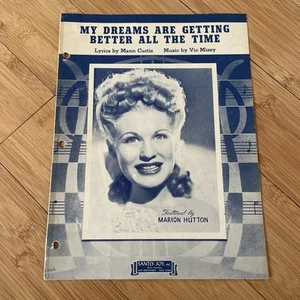 MY DREAMS ARE GETTING
BETTER ALL THE TIME
Lyrics by Mann Curtis Music by Vic Mizzy
Featured by
MARION HUTTON
SANTLY-JOY, INC.